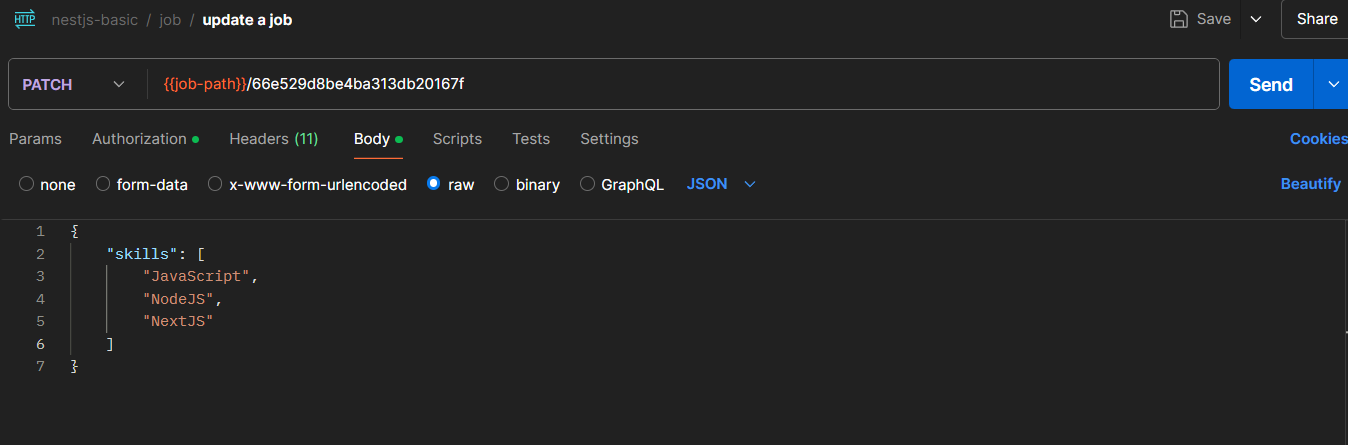 HTTP nestjs-basic / job / update a job Save Share
PATCH {{job-path}}/66e529d8be4ba313db20167f Send
Params Authorization Headers (11) Body Scripts Tests Settings Cookies
none form-data x-www-form-urlencoded raw binary GraphQL JSON Beautify
1 {
2 "skills": [
3 "JavaScript",
4 "NodeJS",
5 "NextJS"
6 ]
7 }